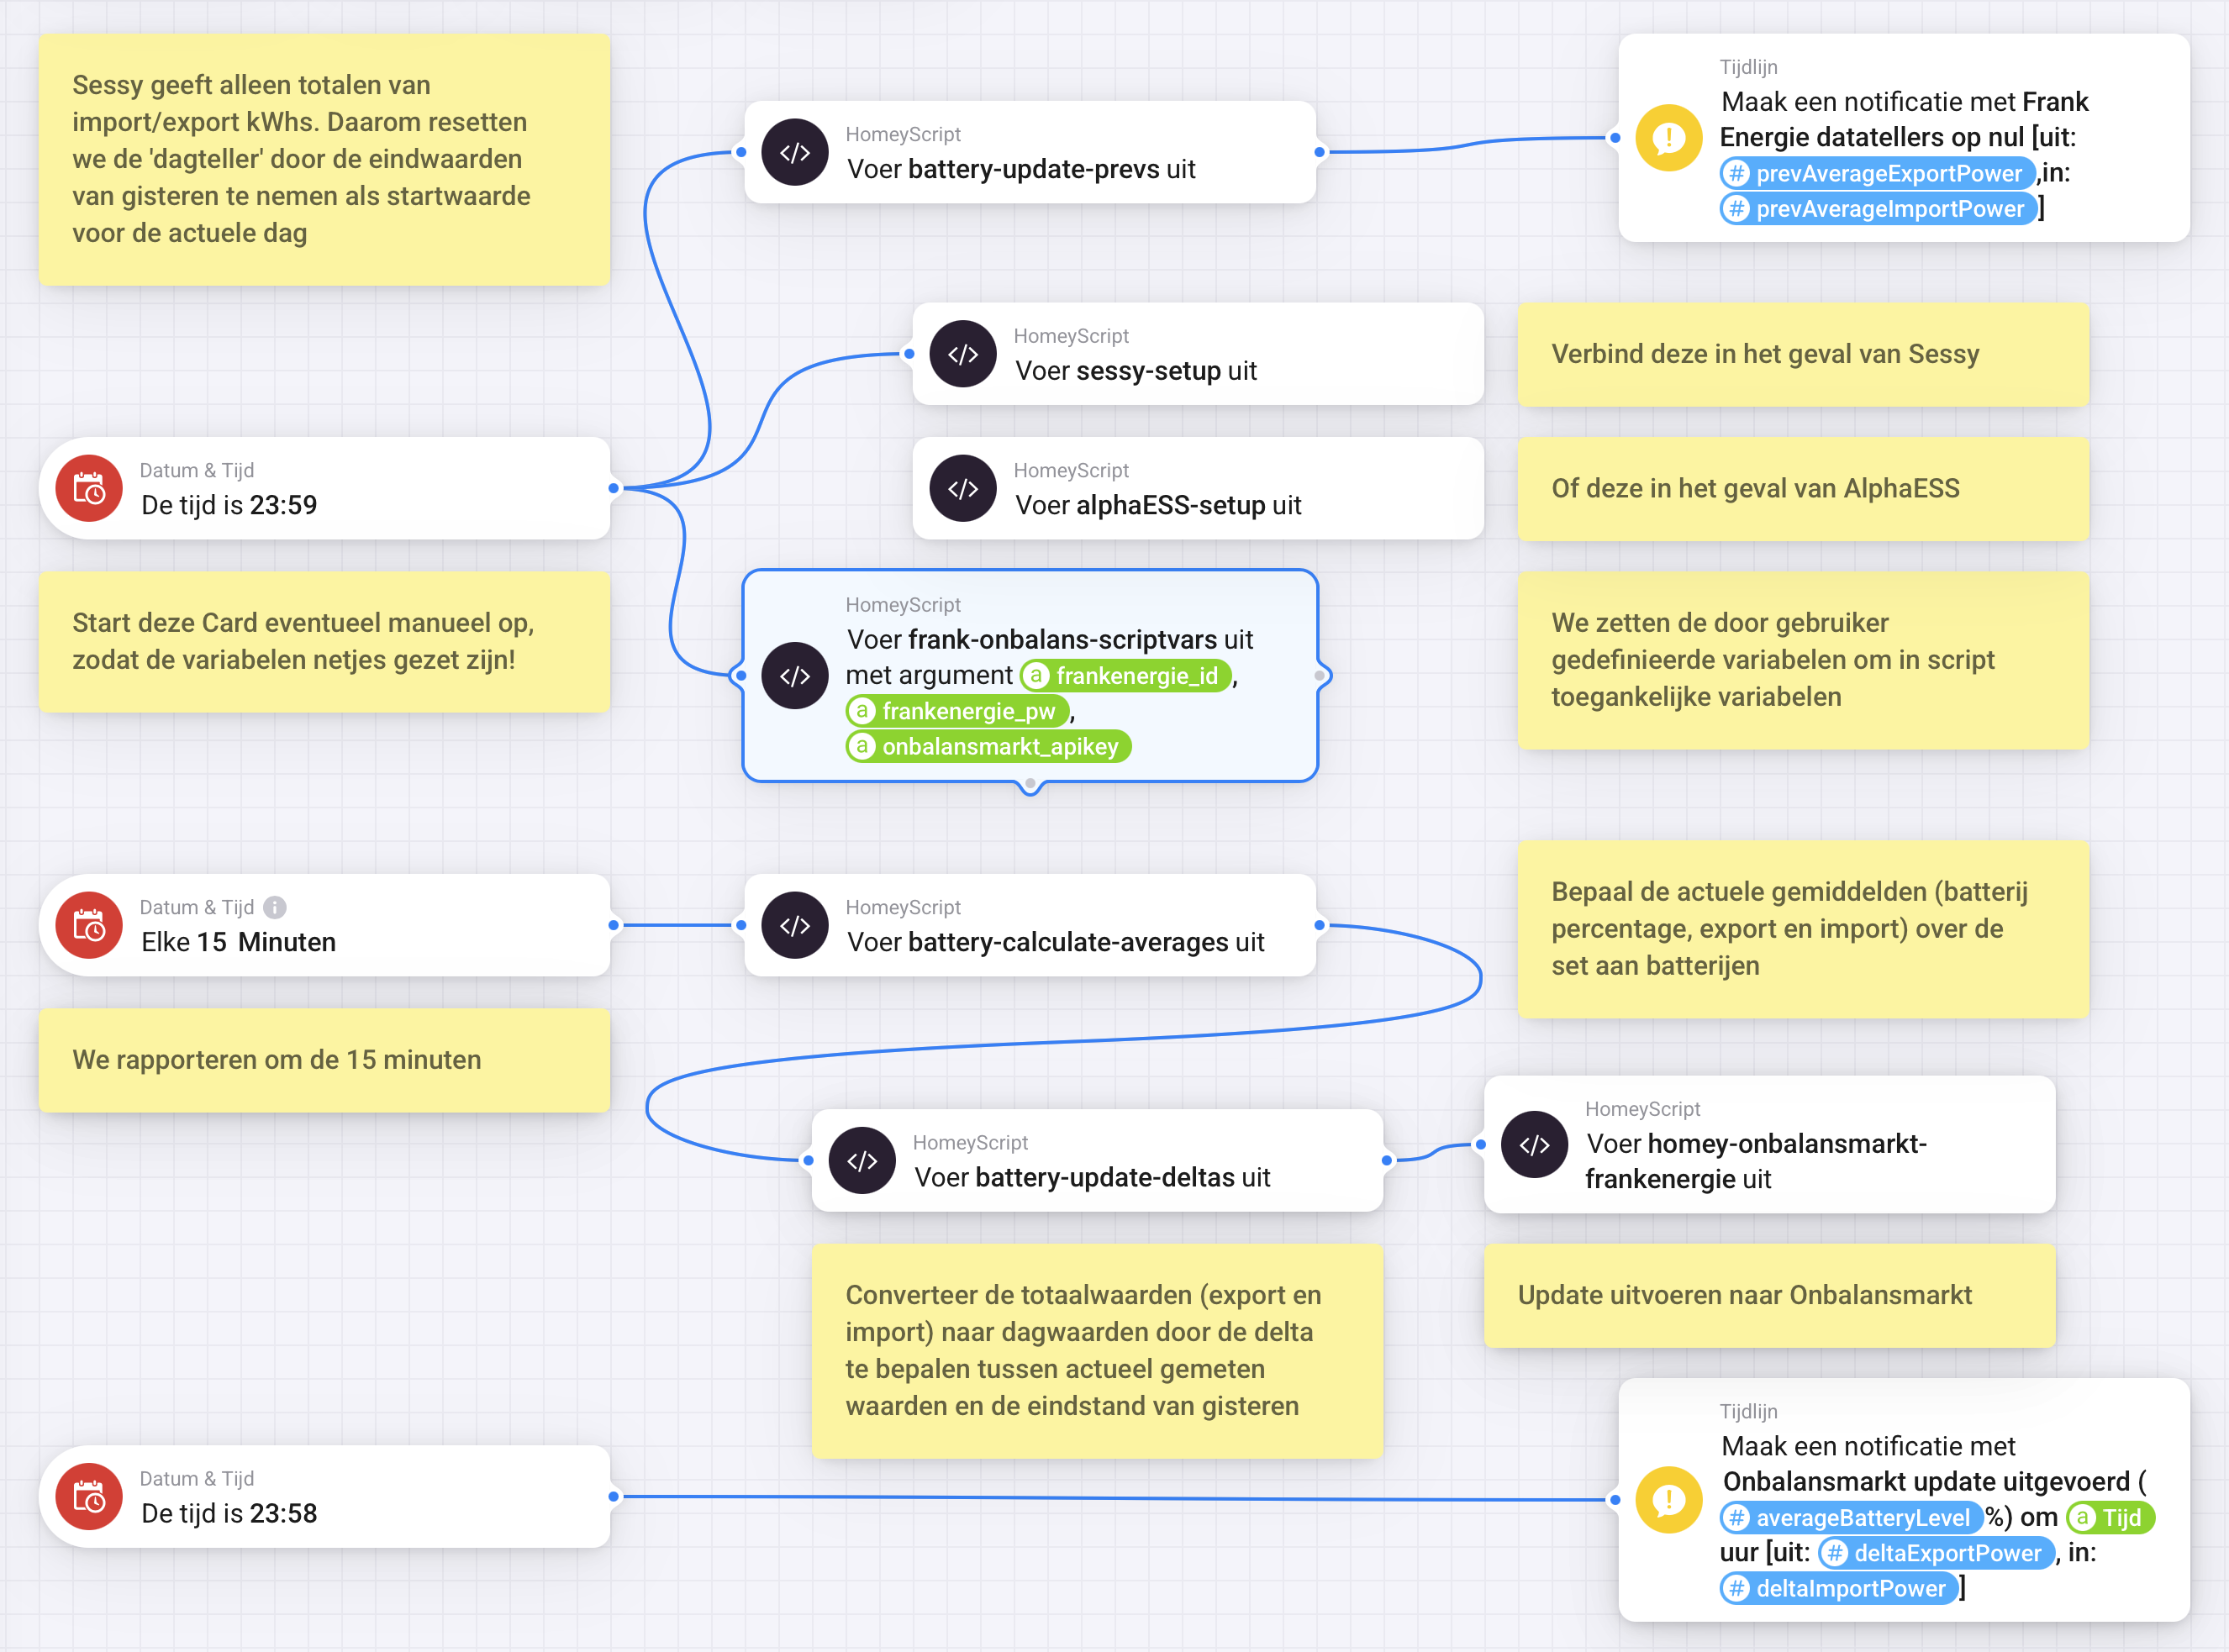 Sessy geeft alleen totalen van
import/export kWhs. Daarom resetten
we de 'dagteller' door de eindwaarden
van gisteren te nemen als startwaarde
voor de actuele dag
HomeyScript
Voer battery-update-prevs uit
Tijdlijn
Maak een notificatie met Frank
Energie datatellers op nul [uit:
# prevAverageExportPower ,in:
# prevAverageImportPower ]
HomeyScript
Voer sessy-setup uit
Verbind deze in het geval van Sessy
Datum & Tijd
De tijd is 23:59
HomeyScript
Voer alphaESS-setup uit
Of deze in het geval van AlphaESS
Start deze Card eventueel manueel op,
zodat de variabelen netjes gezet zijn!
HomeyScript
Voer frank-onbalans-scriptvars uit
met argument a frankenergie_id ,
a frankenergie_pw ,
a onbalansmarkt_apikey
We zetten de door gebruiker
gedefinieerde variabelen om in script
toegankelijke variabelen
Datum & Tijd
Elke 15 Minuten
HomeyScript
Voer battery-calculate-averages uit
Bepaal de actuele gemiddelden (batterij
percentage, export en import) over de
set aan batterijen
We rapporteren om de 15 minuten
HomeyScript
Voer battery-update-deltas uit
HomeyScript
Voer homey-onbalansmarkt-
frankenergie uit
Converteer de totaalwaarden (export en
import) naar dagwaarden door de delta
te bepalen tussen actueel gemeten
waarden en de eindstand van gisteren
Update uitvoeren naar Onbalansmarkt
Datum & Tijd
De tijd is 23:58
Tijdlijn
Maak een notificatie met
Onbalansmarkt update uitgevoerd (
# averageBatteryLevel %) om a Tijd
uur [uit: # deltaExportPower , in:
# deltaImportPower ]